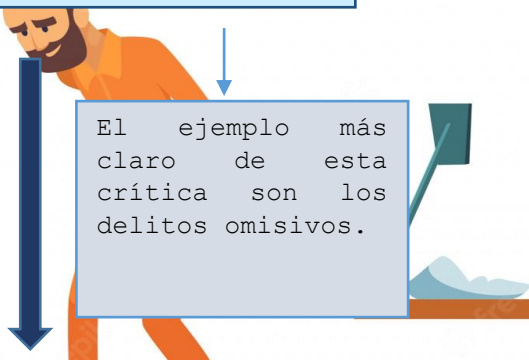 El ejemplo más
claro de esta
crítica son los
delitos omisivos.